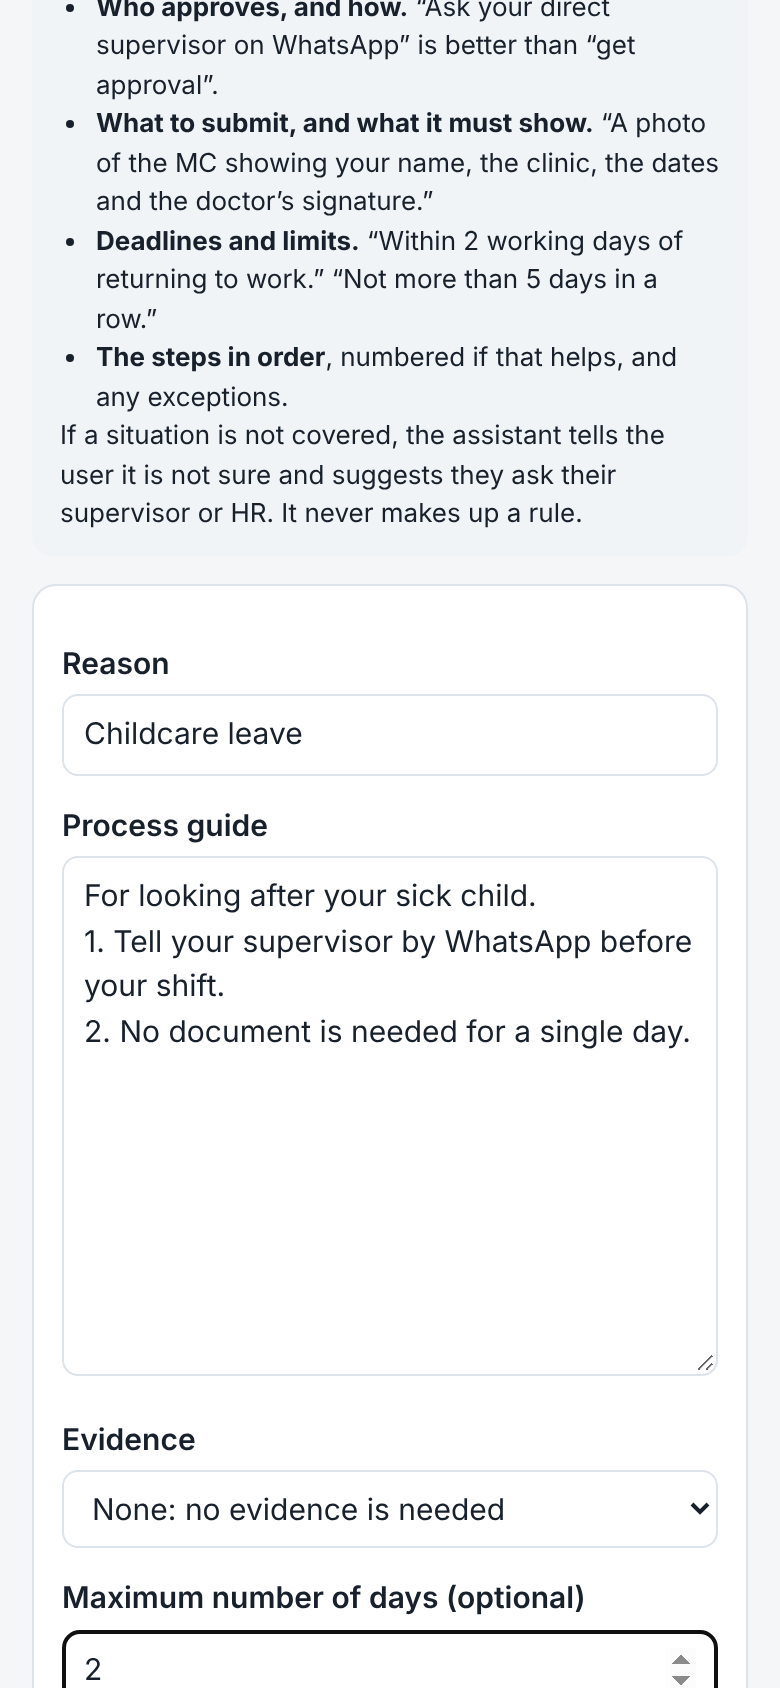 • Who approves, and how. “Ask your direct
supervisor on WhatsApp” is better than “get
approval”.
• What to submit, and what it must show. “A photo
of the MC showing your name, the clinic, the dates
and the doctor’s signature.”
• Deadlines and limits. “Within 2 working days of
returning to work.” “Not more than 5 days in a
row.”
• The steps in order, numbered if that helps, and
any exceptions.
If a situation is not covered, the assistant tells the
user it is not sure and suggests they ask their
supervisor or HR. It never makes up a rule.
Reason
Childcare leave
Process guide
For looking after your sick child.
1. Tell your supervisor by WhatsApp before
your shift.
2. No document is needed for a single day.
Evidence
None: no evidence is needed
Maximum number of days (optional)
2